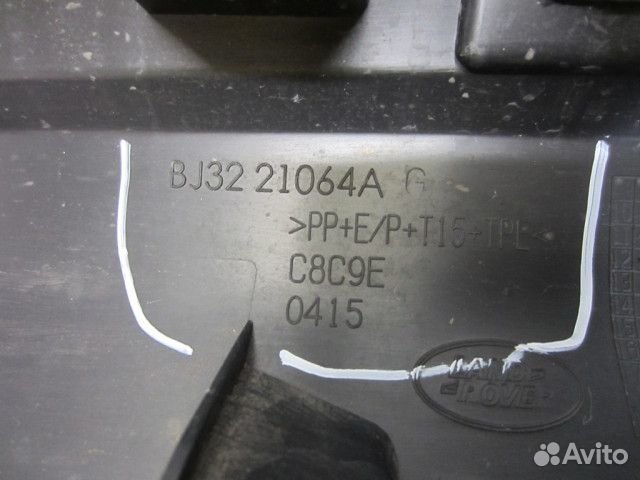 BJ32 21064A G
>PP+E/P+T15+TPE<
C8C9E
0415
LAND
ROVER
Avito